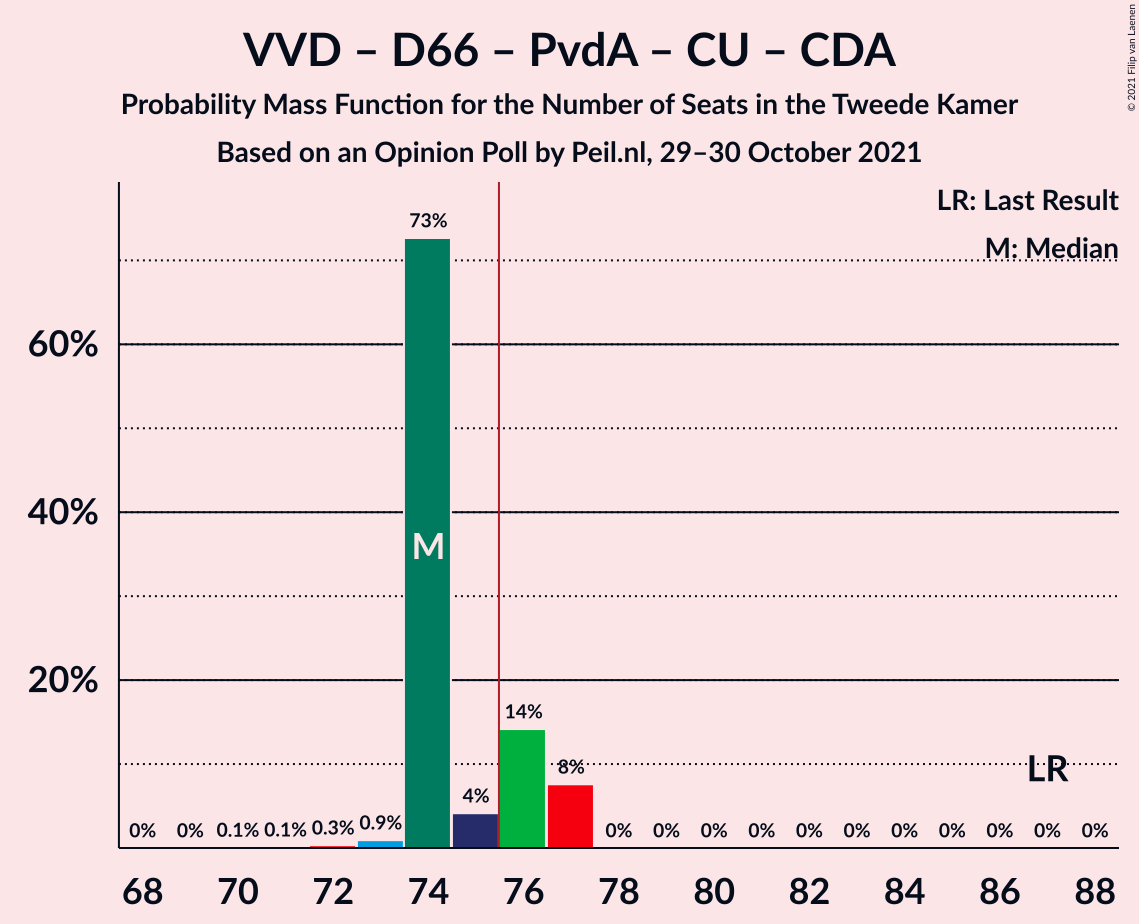 VVD – D66 – PvdA – CU – CDA
Probability Mass Function for the Number of Seats in the Tweede Kamer
Based on an Opinion Poll by Peil.nl, 29–30 October 2021
© 2021 Filip van Laenen
LR: Last Result
M: Median
60%
40%
20%
73%
M
14%
8%
LR
4%
0% 0% 0.1% 0.1% 0.3% 0.9% 0% 0% 0% 0% 0% 0% 0% 0% 0% 0% 0%
68 70 72 74 76 78 80 82 84 86 88